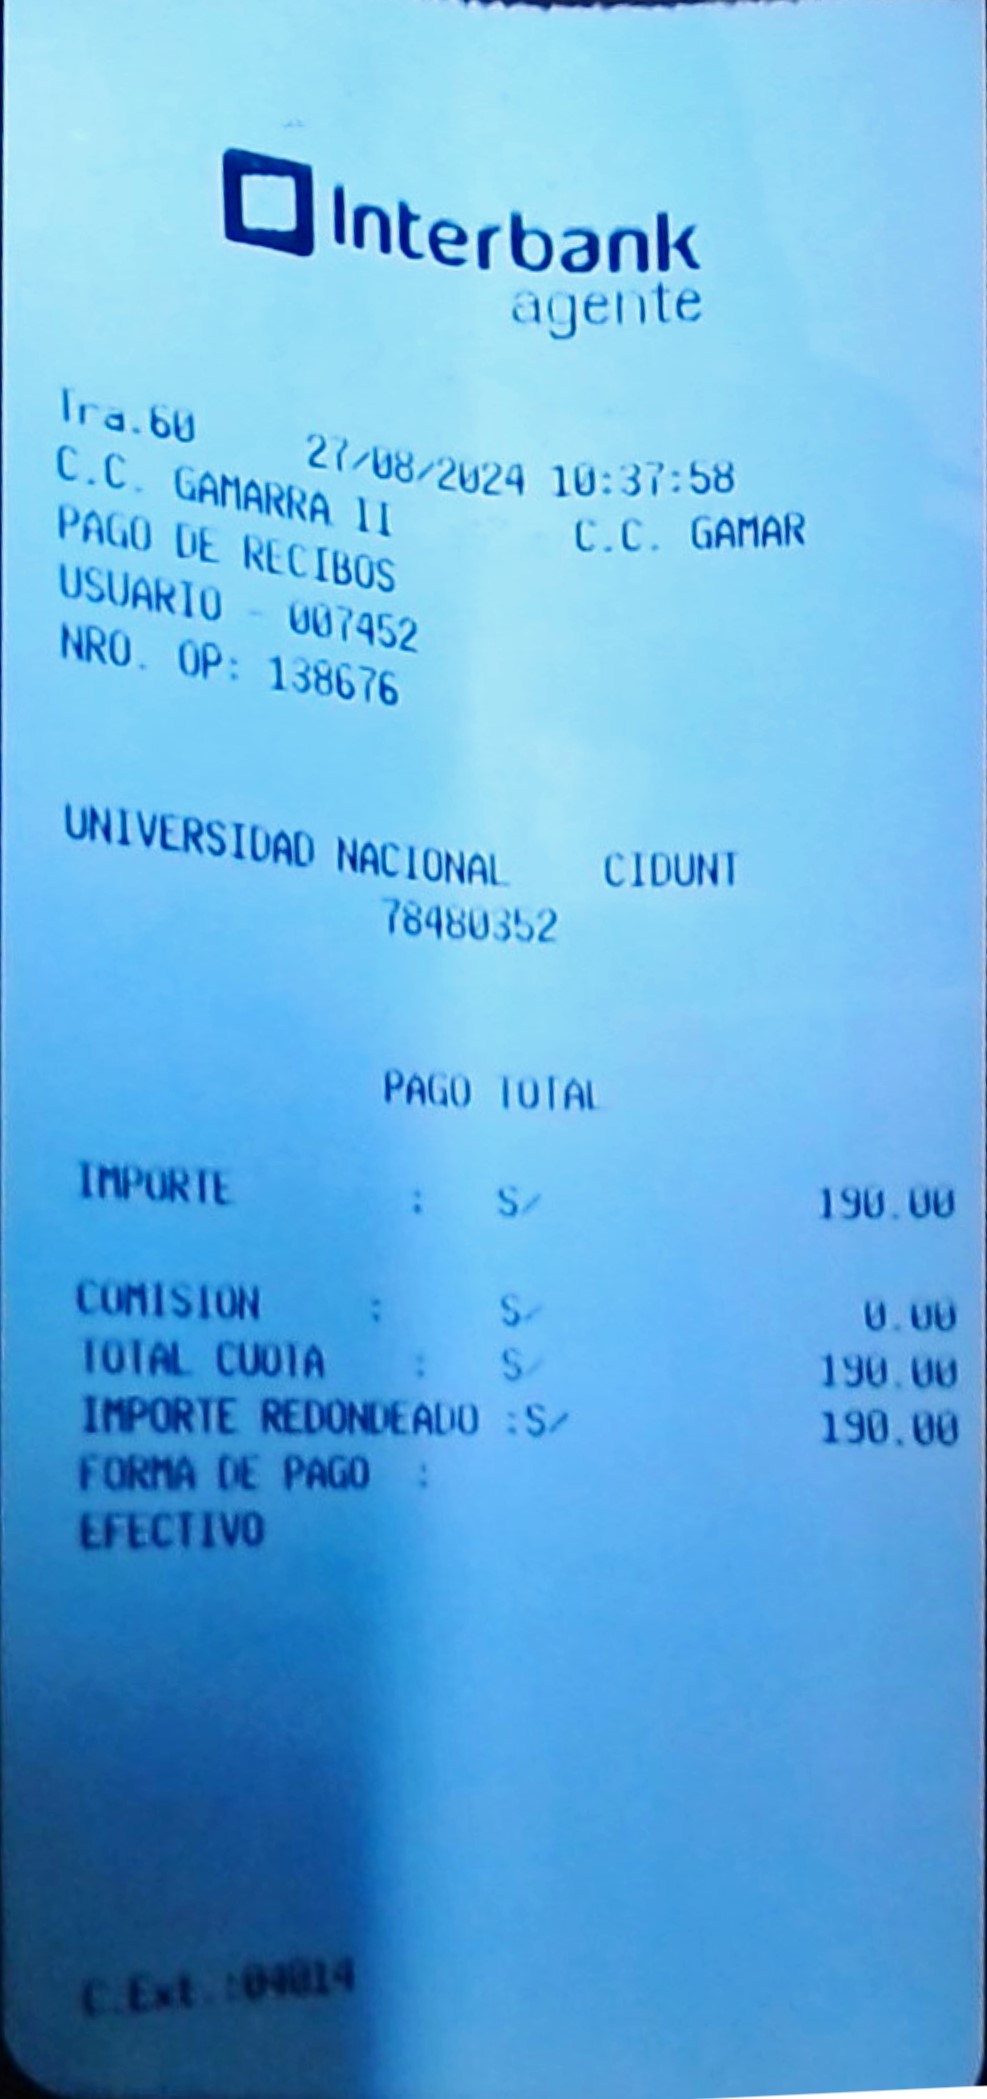 Interbank
agente
Tra.60 27/08/2024 10:37:58
C.C. GAMARRA II C.C. GAMAR
PAGO DE RECIBOS
USUARIO - 007452
NRO. OP: 138676
UNIVERSIDAD NACIONAL CIDUNT
78480352
PAGO TOTAL
IMPORTE : S/ 190.00
COMISION : S/ 0.00
TOTAL CUOTA : S/ 190.00
IMPORTE REDONDEADO :S/ 190.00
FORMA DE PAGO :
EFECTIVO
C.Ext.:04014